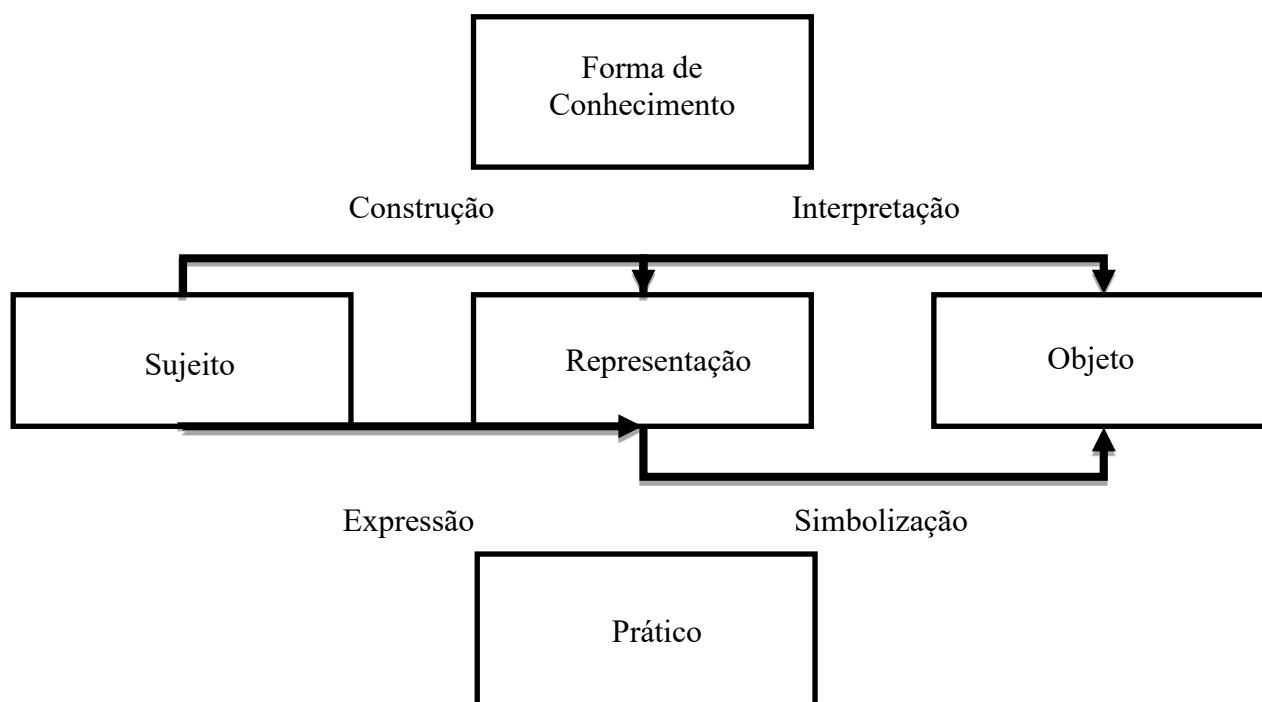 Forma de
Conhecimento
Construção
Interpretação
Sujeito
Representação
Objeto
Expressão
Simbolização
Prático